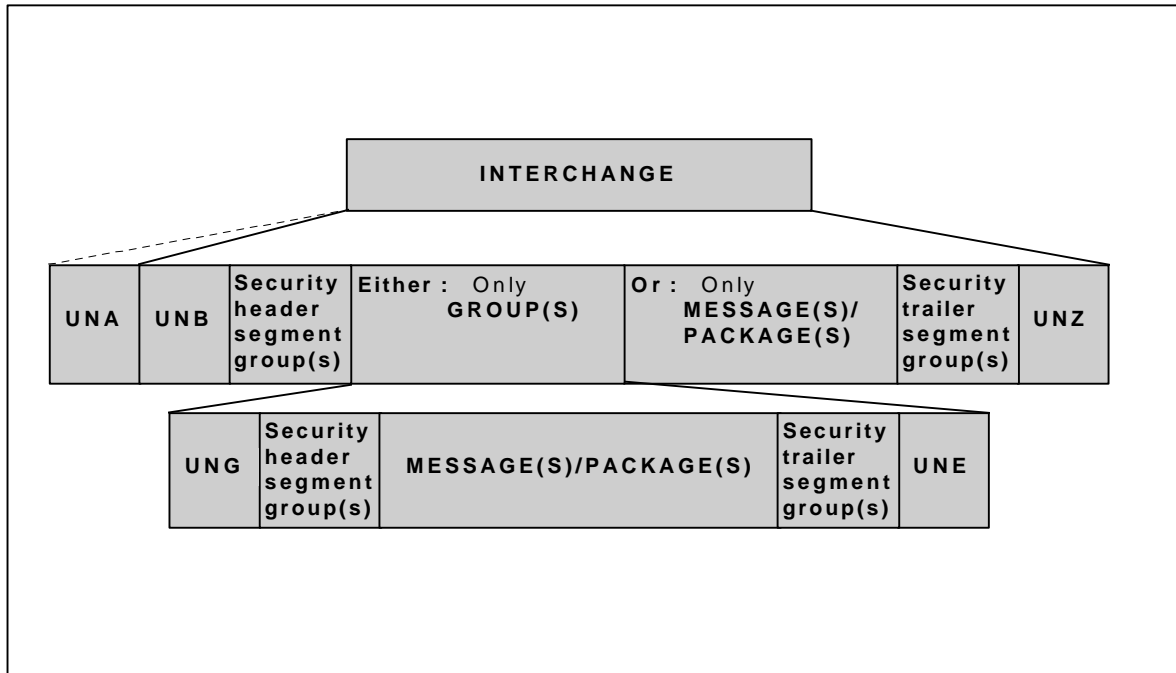 INTERCHANGE
UNA
UNB
Security
header
segment
group(s)
Either : Only
GROUP(S)
Or : Only
MESSAGE(S)/
PACKAGE(S)
Security
trailer
segment
group(s)
UNZ
UNG
Security
header
segment
group(s)
MESSAGE(S)/PACKAGE(S)
Security
trailer
segment
group(s)
UNE